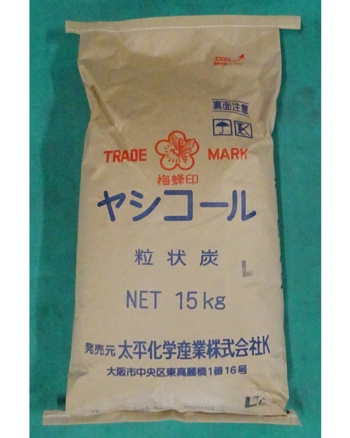 裏面注意
TRADE MARK
梅蜂印
ヤシコール
粒状炭
NET 15kg
発売元 太平化学産業株式会社K
大阪市中央区東高麗橋1番16号
L